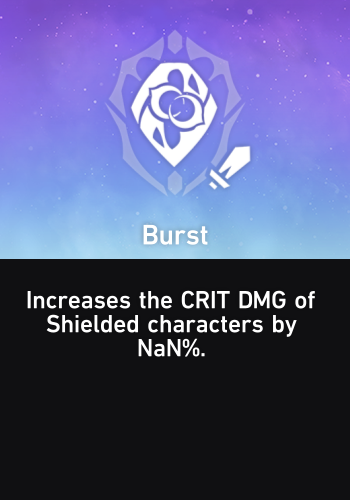 Burst
Increases the CRIT DMG of
Shielded characters by
NaN%.